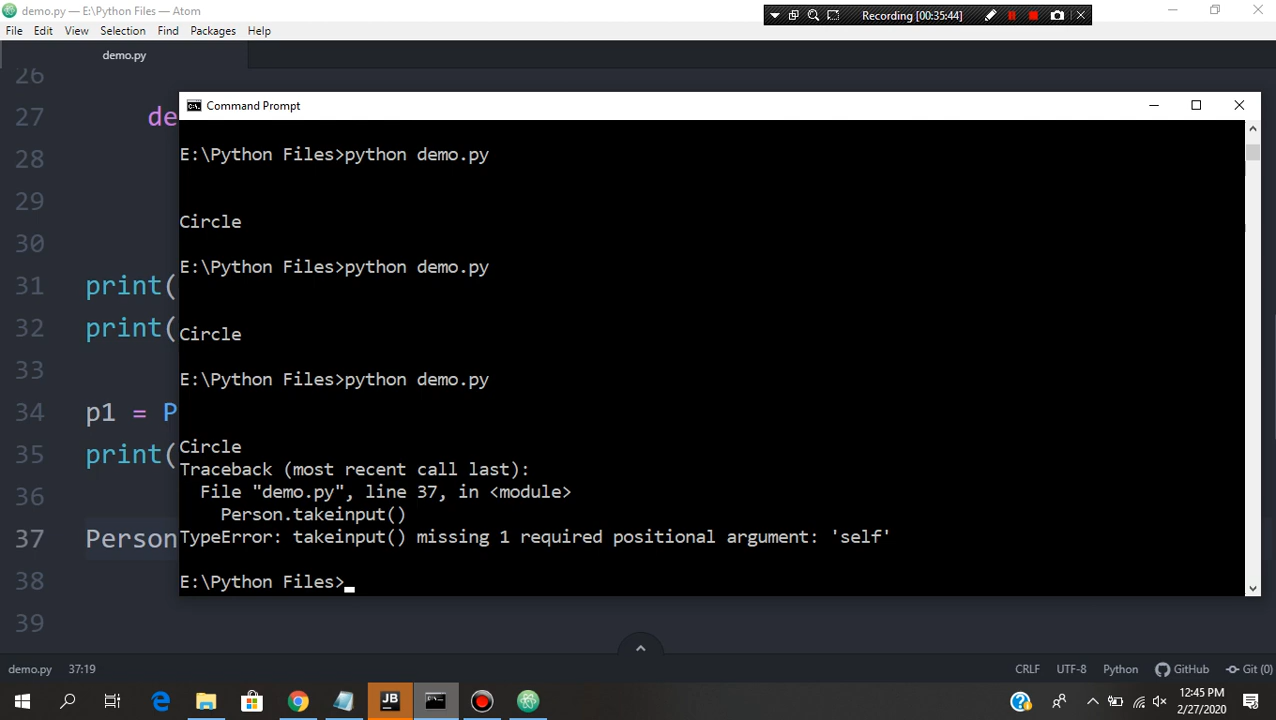 demo.py — E:\Python Files — Atom
Recording [00:35:44]
File Edit View Selection Find Packages Help
demo.py
26
27 de
28
29
30
31 print(
32 print(
33
34 p1 = P
35 print(
36
37 Person
38
39
Command Prompt
E:\Python Files>python demo.py
Circle
E:\Python Files>python demo.py
Circle
E:\Python Files>python demo.py
Circle
Traceback (most recent call last):
File "demo.py", line 37, in <module>
Person.takeinput()
TypeError: takeinput() missing 1 required positional argument: 'self'
E:\Python Files>
demo.py 37:19 CRLF UTF-8 Python GitHub Git (0)
JB
12:45 PM
2/27/2020